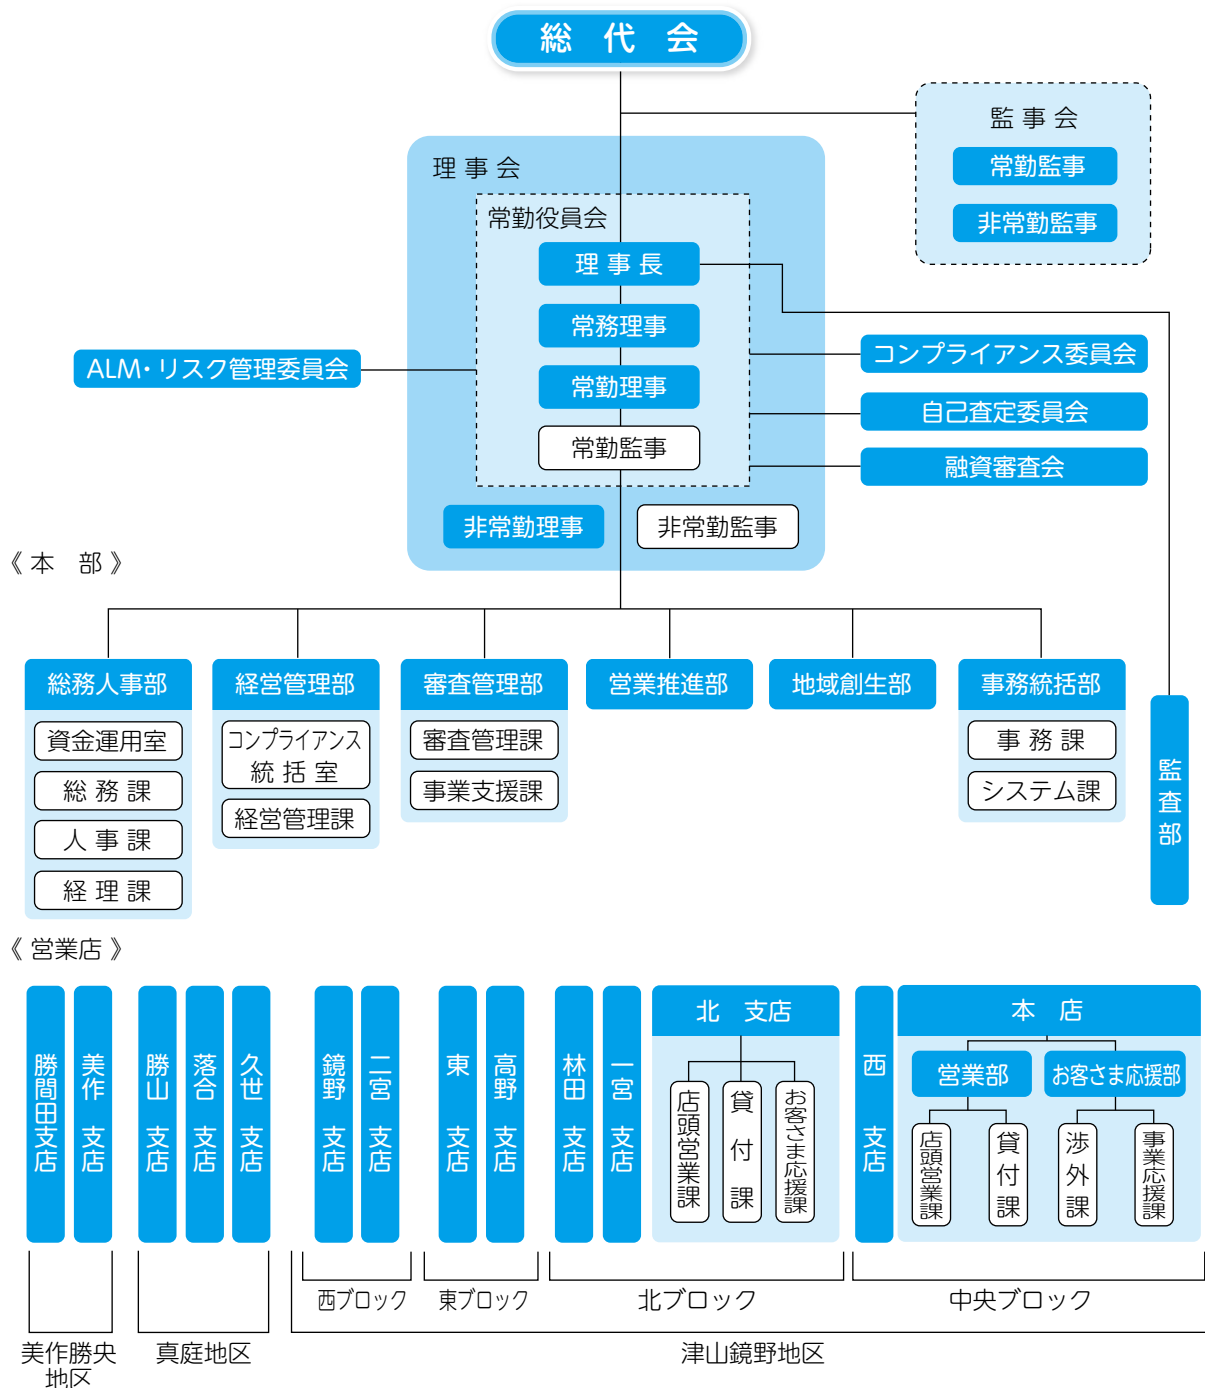 総代会
監事会
常勤監事
非常勤監事
理事会
常勤役員会
理事長
常務理事
常勤理事
常勤監事
非常勤理事
非常勤監事
ALM・リスク管理委員会
コンプライアンス委員会
自己査定委員会
融資審査会
《 本　部 》
総務人事部
資金運用室
総務課
人事課
経理課
経営管理部
コンプライアンス
統括室
経営管理課
審査管理部
審査管理課
事業支援課
営業推進部
地域創生部
事務統括部
事務課
システム課
監査部
《 営業店 》
勝間田支店
美作　支店
勝山　支店
落合　支店
久世　支店
鏡野　支店
二宮　支店
東　支店
高野　支店
林田　支店
一宮　支店
北　支店
店頭営業課
貸付課
お客さま応援課
西　支店
本　店
営業部
店頭営業課
貸付課
お客さま応援部
渉外課
事業応援課
西ブロック
東ブロック
北ブロック
中央ブロック
美作勝央
地区
真庭地区
津山鏡野地区